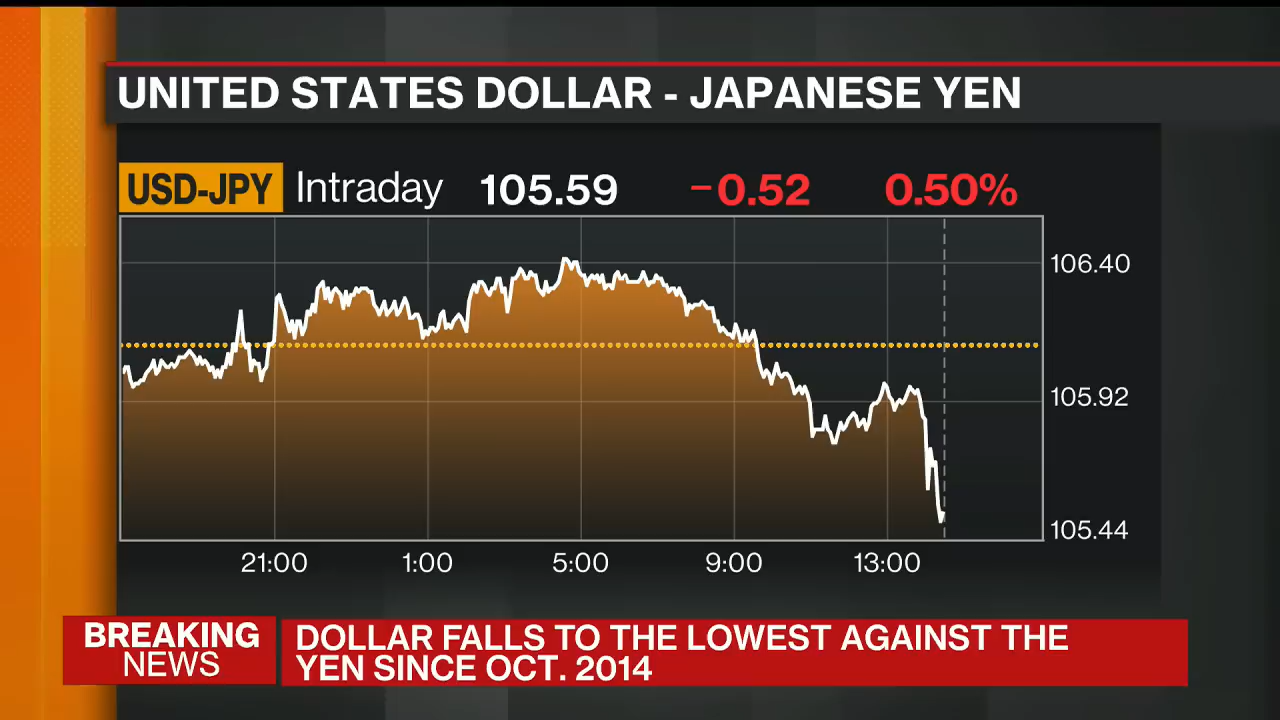 UNITED STATES DOLLAR - JAPANESE YEN
USD-JPY Intraday 105.59 -0.52 0.50%
106.40
105.92
105.44
21:00 1:00 5:00 9:00 13:00
BREAKING NEWS
DOLLAR FALLS TO THE LOWEST AGAINST THE
YEN SINCE OCT. 2014